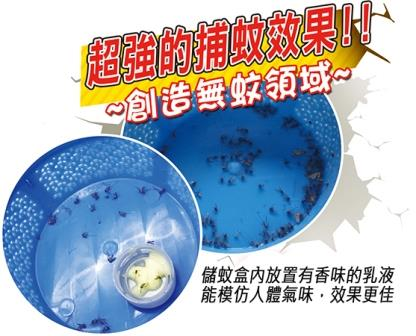 超強的捕蚊效果!!
~創造無蚊領域~
儲蚊盒內放置有香味的乳液
能模仿人體氣味，效果更佳